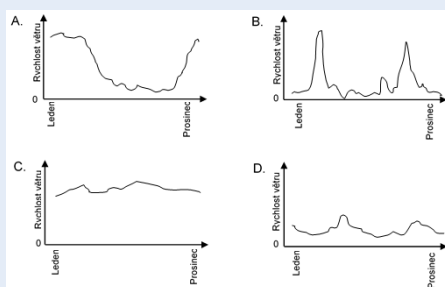 A.
Rychlost větru
0
Leden
Prosinec
B.
Rychlost větru
0
Leden
Prosinec
C.
Rychlost větru
0
Leden
Prosinec
D.
Rychlost větru
0
Leden
Prosinec